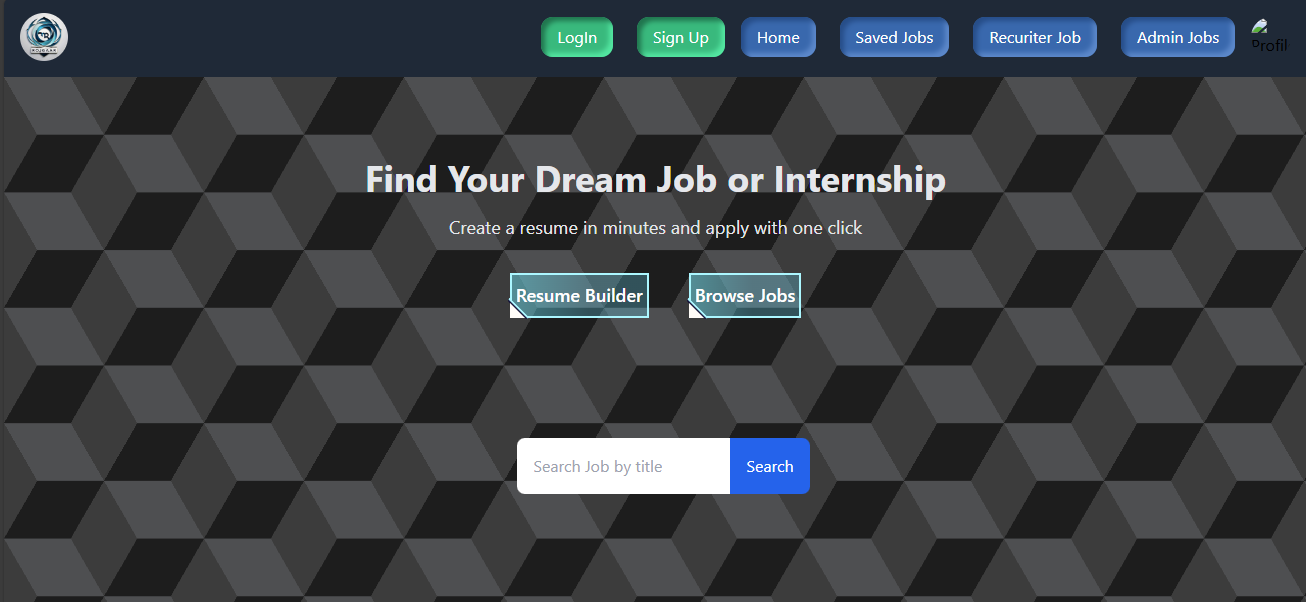 LogIn
Sign Up
Home
Saved Jobs
Recuriter Job
Admin Jobs
Profil
Find Your Dream Job or Internship
Create a resume in minutes and apply with one click
Resume Builder
Browse Jobs
Search Job by title
Search